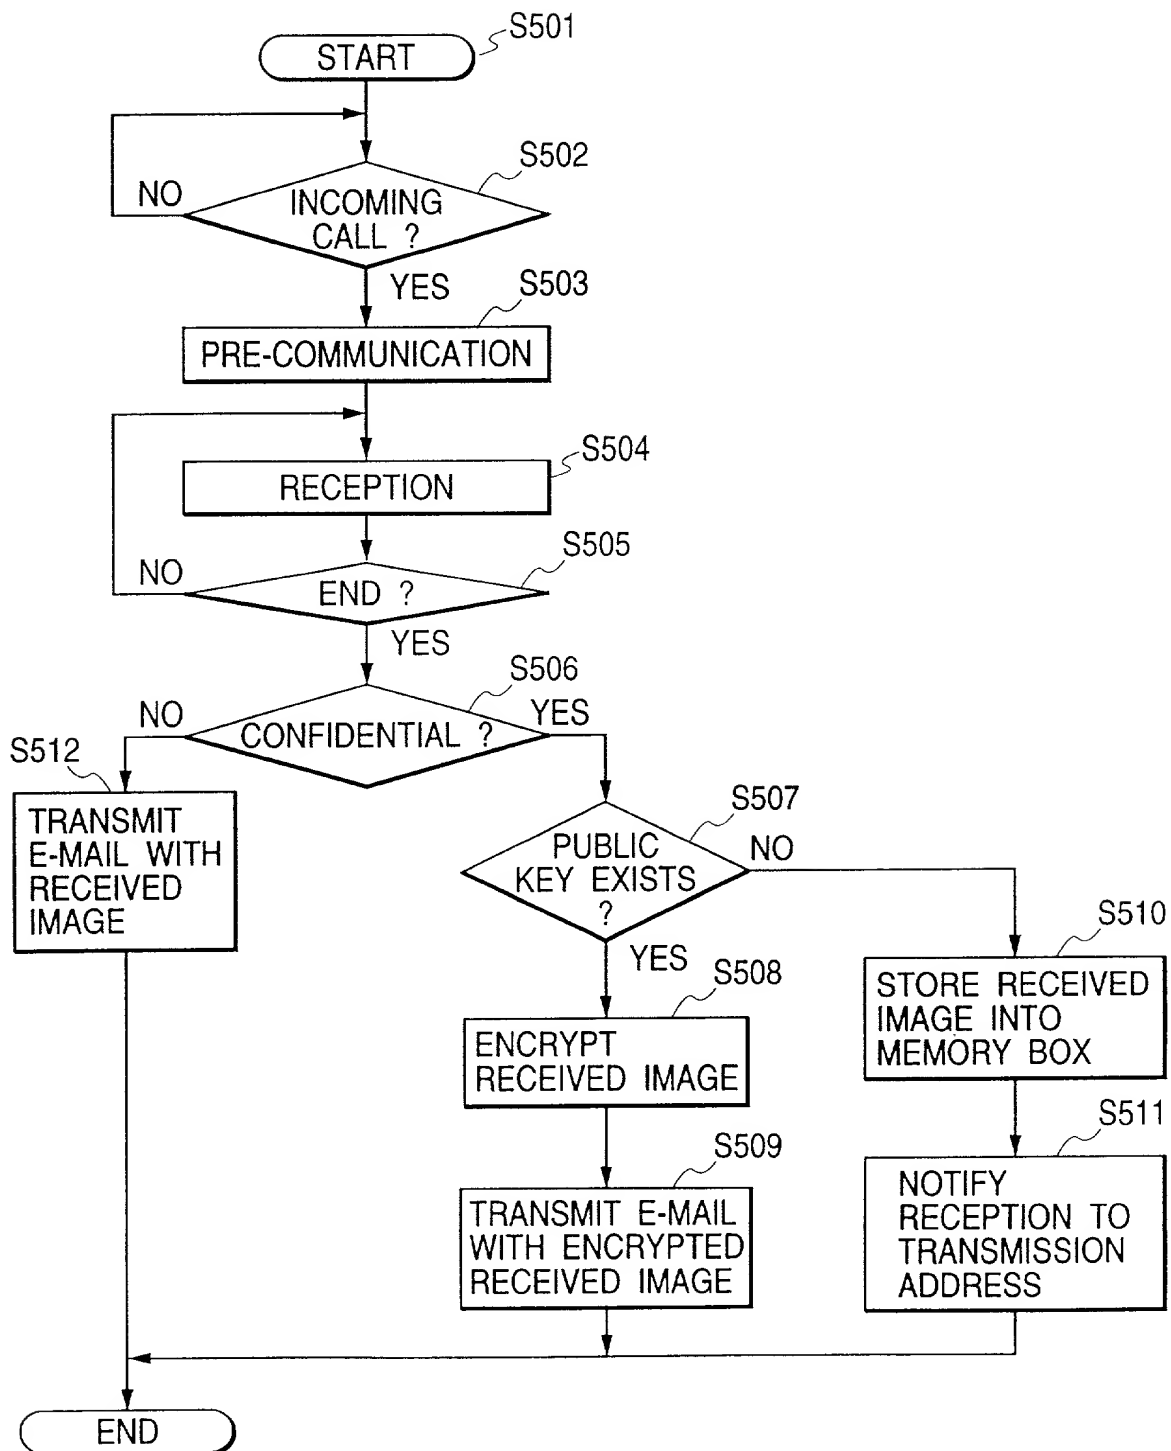 S501
START
S502
NO
INCOMING
CALL ?
YES
S503
PRE-COMMUNICATION
S504
RECEPTION
S505
NO
END ?
YES
S506
NO
YES
CONFIDENTIAL ?
S512
TRANSMIT
E-MAIL WITH
RECEIVED
IMAGE
S507
PUBLIC
KEY EXISTS
?
NO
YES
S508
ENCRYPT
RECEIVED IMAGE
S509
TRANSMIT E-MAIL
WITH ENCRYPTED
RECEIVED IMAGE
S510
STORE RECEIVED
IMAGE INTO
MEMORY BOX
S511
NOTIFY
RECEPTION TO
TRANSMISSION
ADDRESS
END